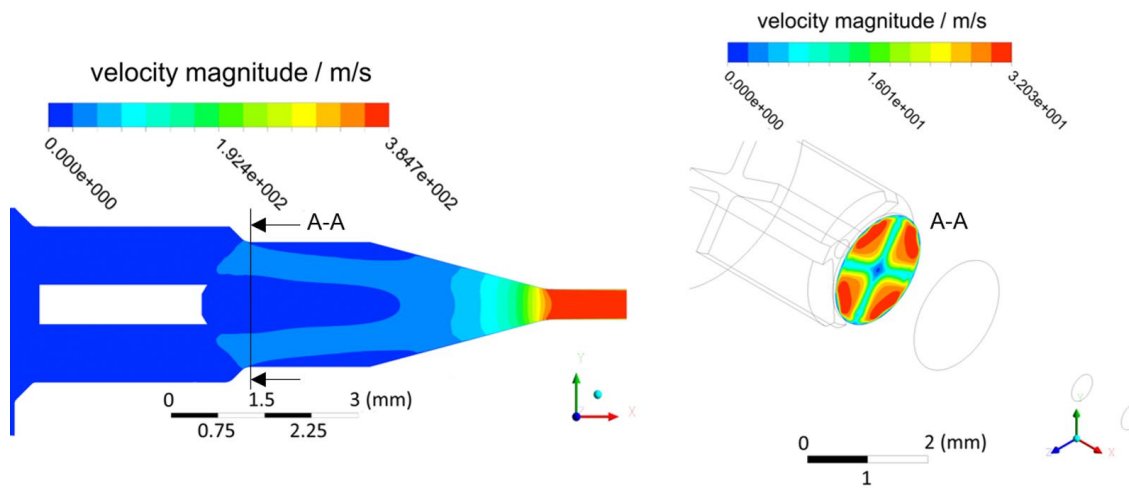 velocity magnitude / m/s
0.000e+000
1.924e+002
3.847e+002
A-A
0 1.5 3 (mm)
0.75 2.25
Y
X
velocity magnitude / m/s
0.000e+000
1.601e+001
3.203e+001
A-A
0 2 (mm)
1
Y
Z X